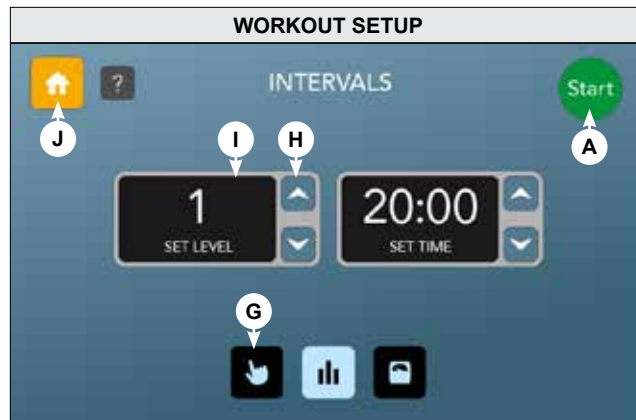 WORKOUT SETUP
? INTERVALS Start
J I H A
1 20:00
SET LEVEL SET TIME
G